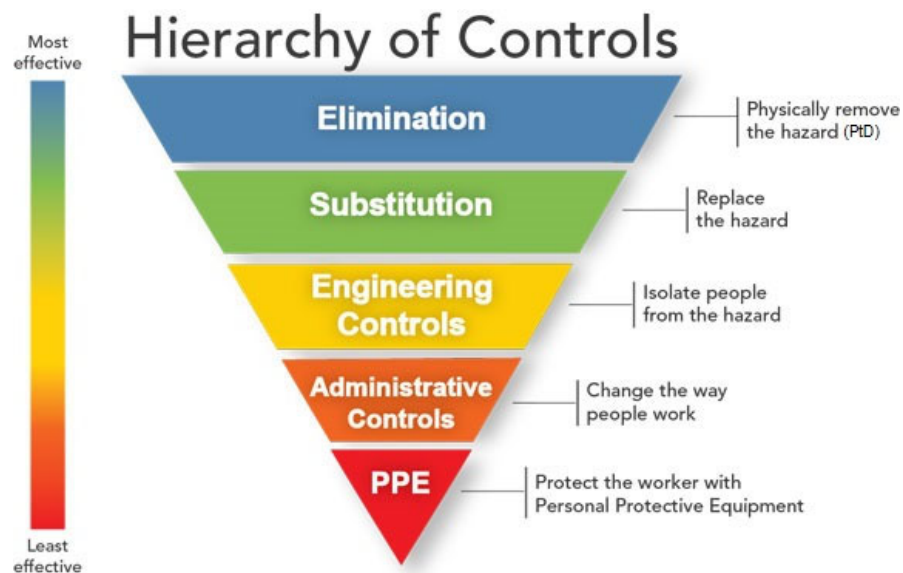 Hierarchy of Controls
Most
effective
Elimination
Physically remove
the hazard (PtD)
Substitution
Replace
the hazard
Engineering
Controls
Isolate people
from the hazard
Administrative
Controls
Change the way
people work
PPE
Protect the worker with
Personal Protective Equipment
Least
effective